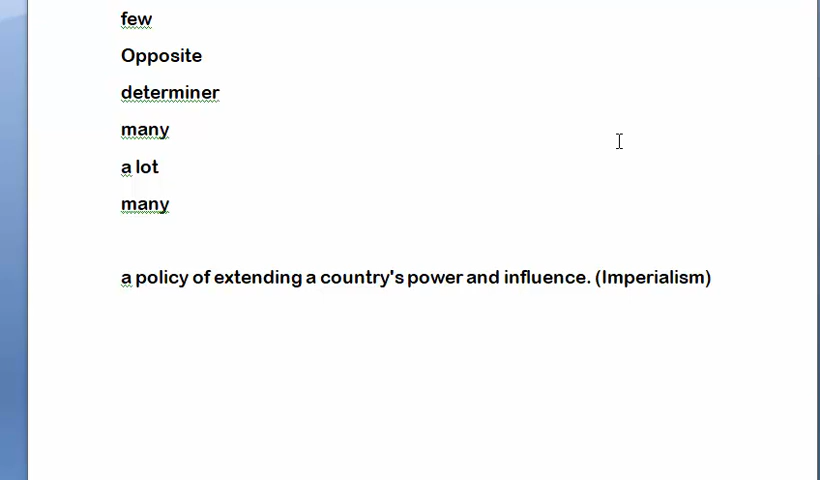 few
Opposite
determiner
many
a lot
many
a policy of extending a country's power and influence. (Imperialism)